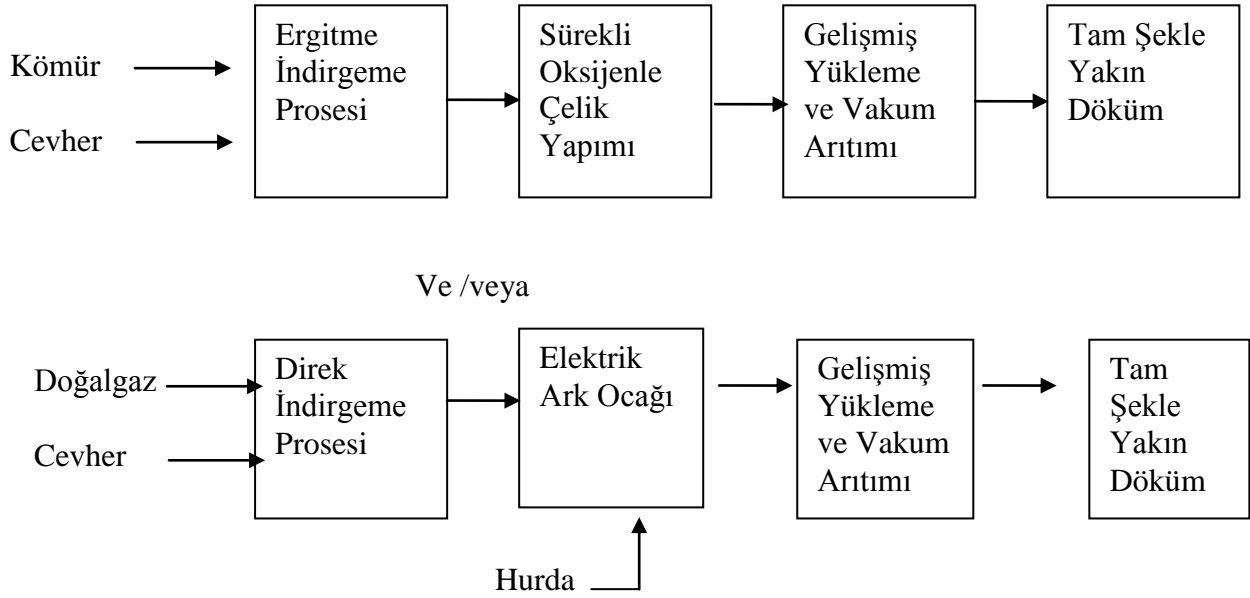 Kömür
Cevher
Ergitme
İndirgeme
Prosesi
Sürekli
Oksijenle
Çelik
Yapımı
Gelişmiş
Yükleme
ve Vakum
Arıtımı
Tam Şekle
Yakın
Döküm
Ve /veya
Doğalgaz
Cevher
Direk
İndirgeme
Prosesi
Elektrik
Ark Ocağı
Hurda
Gelişmiş
Yükleme
ve Vakum
Arıtımı
Tam
Şekle
Yakın
Döküm